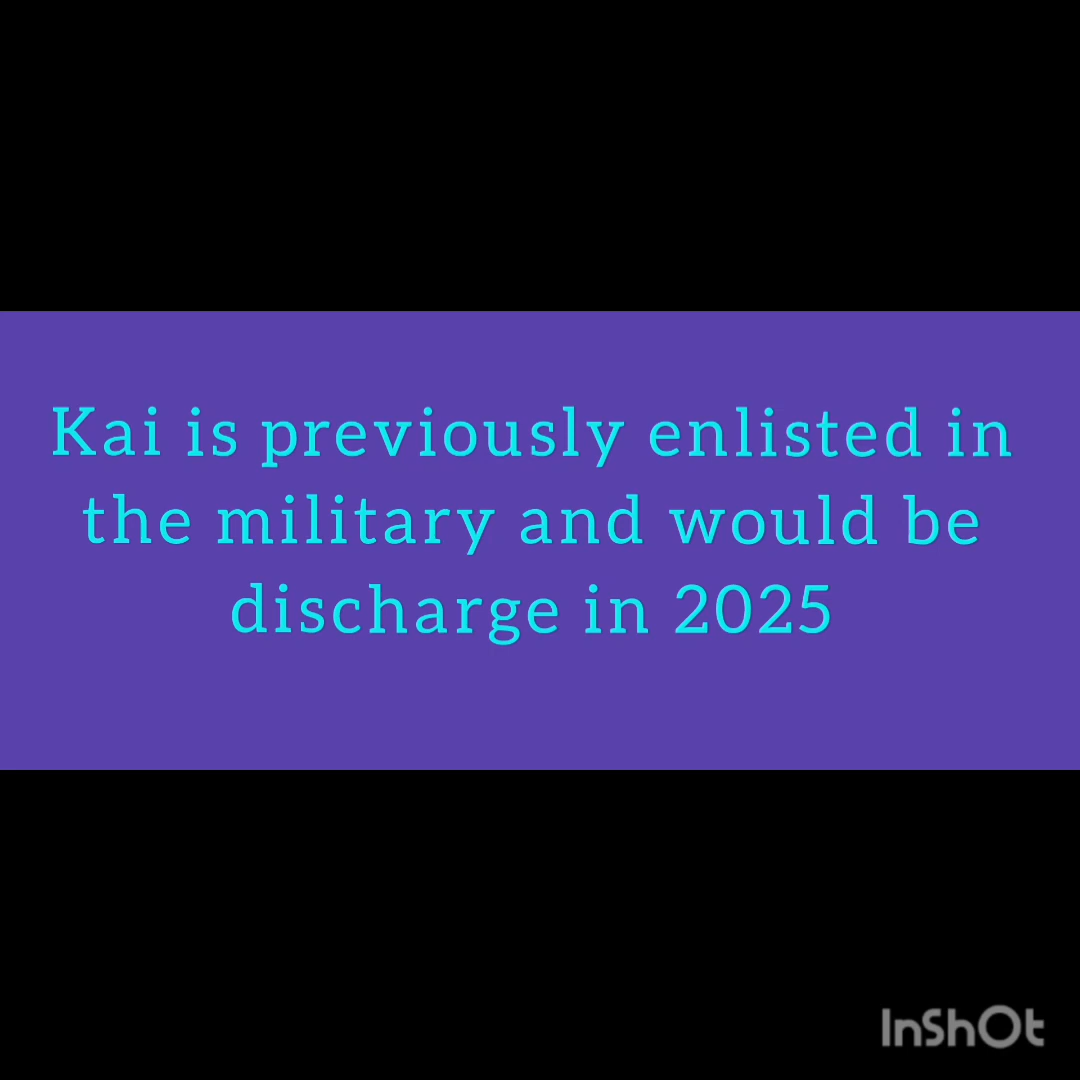 Kai is previously enlisted in
the military and would be
discharge in 2025
InShOt